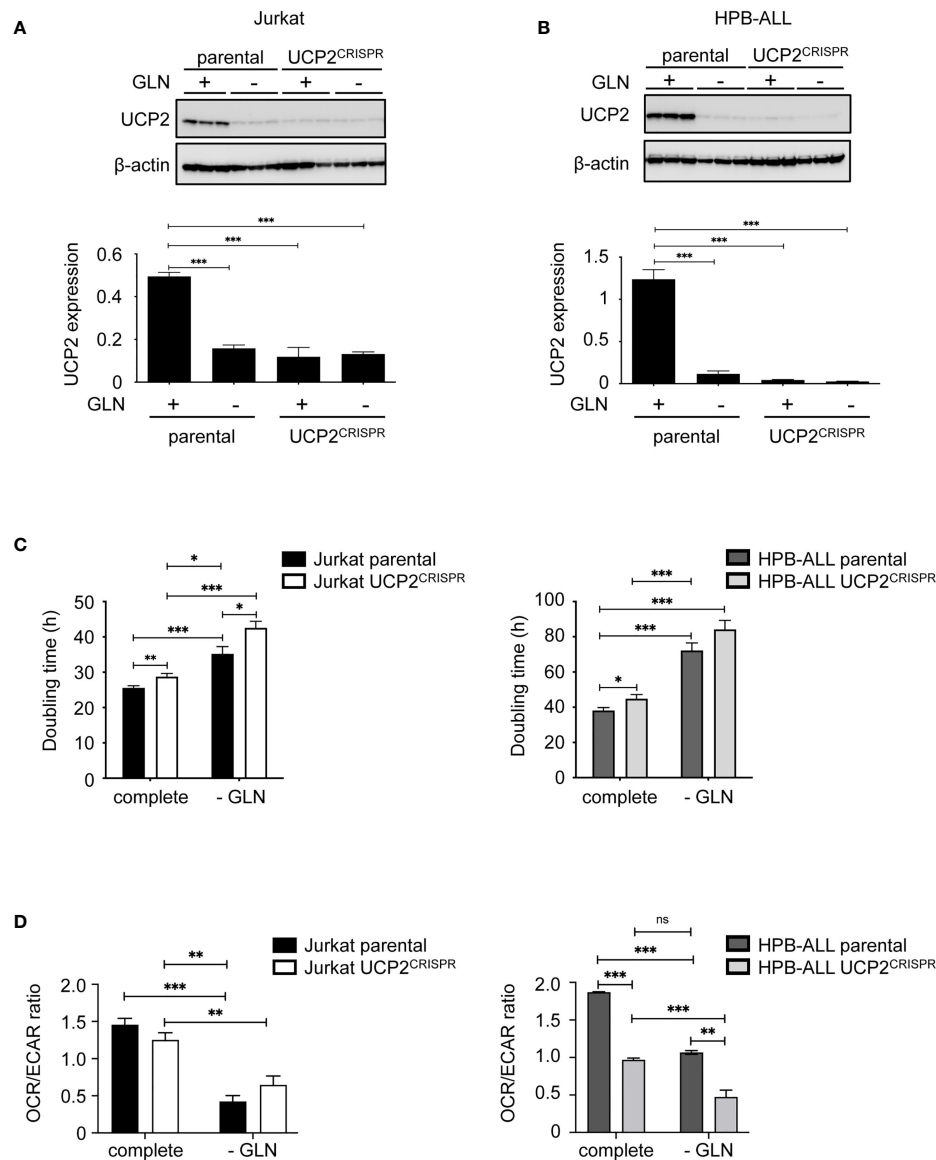 A
Jurkat
parental UCP2CRISPR
GLN + - + -
UCP2
β-actin
***
***
***
UCP2 expression
0.6
0.4
0.2
0
GLN + - + -
parental UCP2CRISPR
B
HPB-ALL
parental UCP2CRISPR
GLN + - + -
UCP2
β-actin
***
***
***
UCP2 expression
1.5
1
0.5
0
GLN + - + -
parental UCP2CRISPR
C
Jurkat parental
Jurkat UCP2CRISPR
*
***
*
***
**
Doubling time (h)
50
40
30
20
10
0
complete - GLN
HPB-ALL parental
HPB-ALL UCP2CRISPR
***
***
***
*
Doubling time (h)
100
80
60
40
20
0
complete - GLN
D
Jurkat parental
Jurkat UCP2CRISPR
**
***
**
OCR/ECAR ratio
2.0
1.5
1.0
0.5
0
complete - GLN
HPB-ALL parental
HPB-ALL UCP2CRISPR
ns
***
***
***
**
OCR/ECAR ratio
2.0
1.5
1.0
0.5
0
complete - GLN